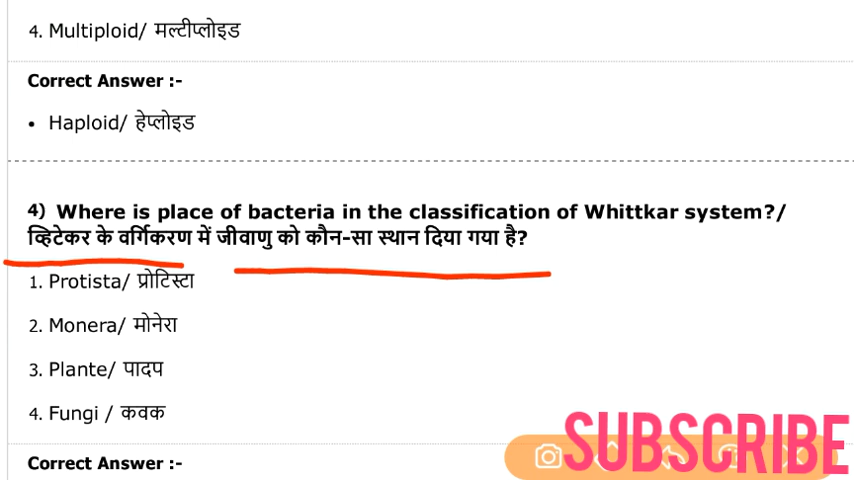 4. Multiploid/ मल्टीप्लोइड
Correct Answer :-
• Haploid/ हेप्लोइड
4) Where is place of bacteria in the classification of Whittkar system?/
व्हिटेकर के वर्गिकरण में जीवाणु को कौन-सा स्थान दिया गया है?
1. Protista/ प्रोटिस्टा
2. Monera/ मोनेरा
3. Plante/ पादप
4. Fungi / कवक
SUBSCRIBE
Correct Answer :-